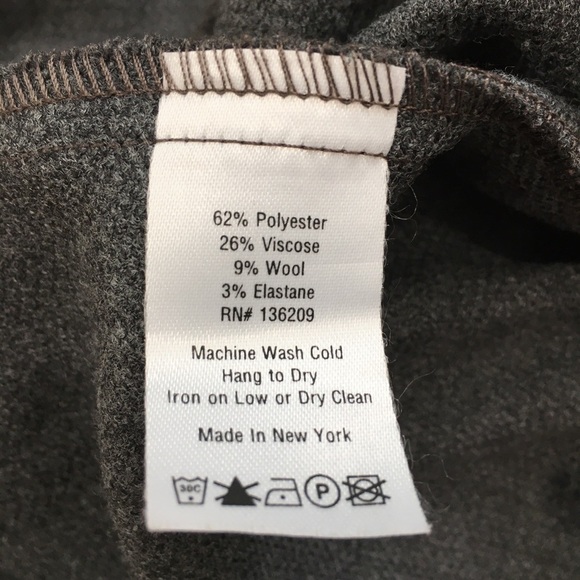 62% Polyester
26% Viscose
9% Wool
3% Elastane
RN# 136209
Machine Wash Cold
Hang to Dry
Iron on Low or Dry Clean
Made In New York
30C P